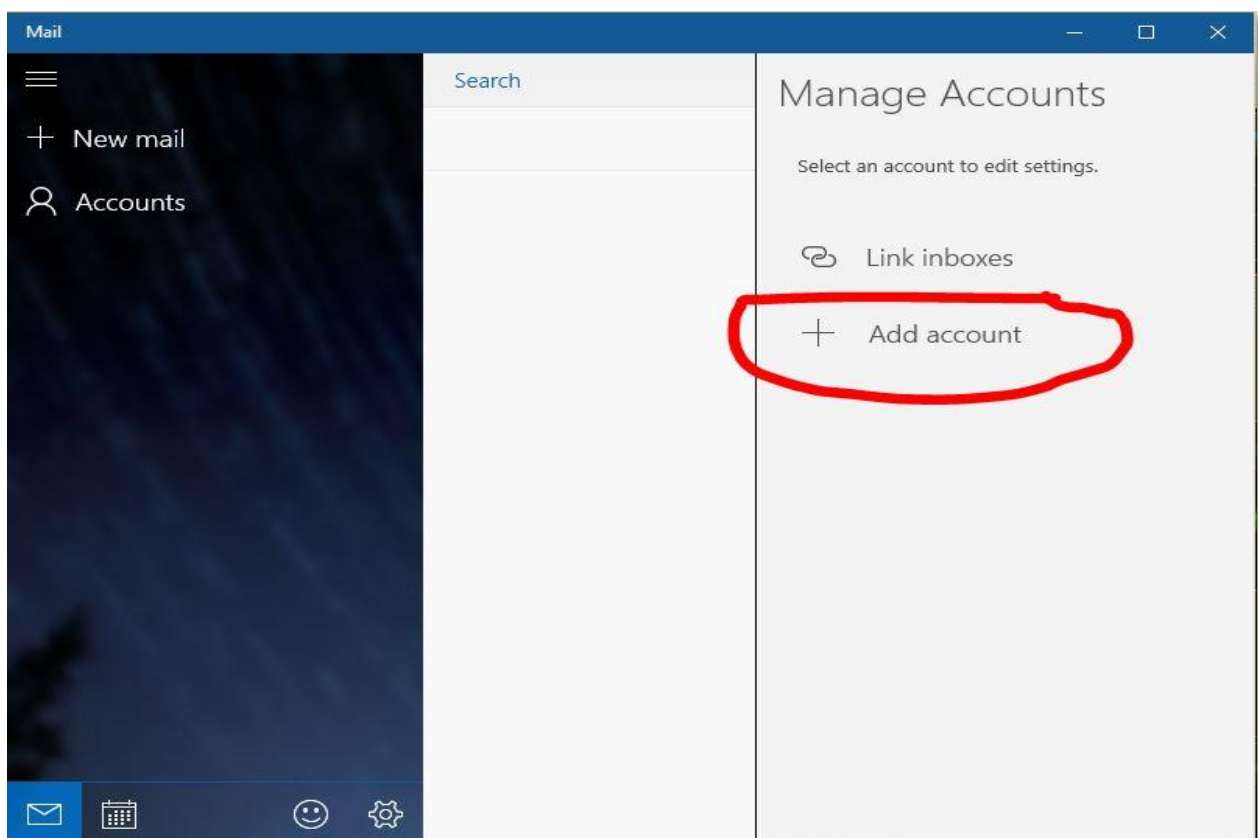 Mail
New mail
Accounts
Search
Manage Accounts
Select an account to edit settings.
Link inboxes
Add account